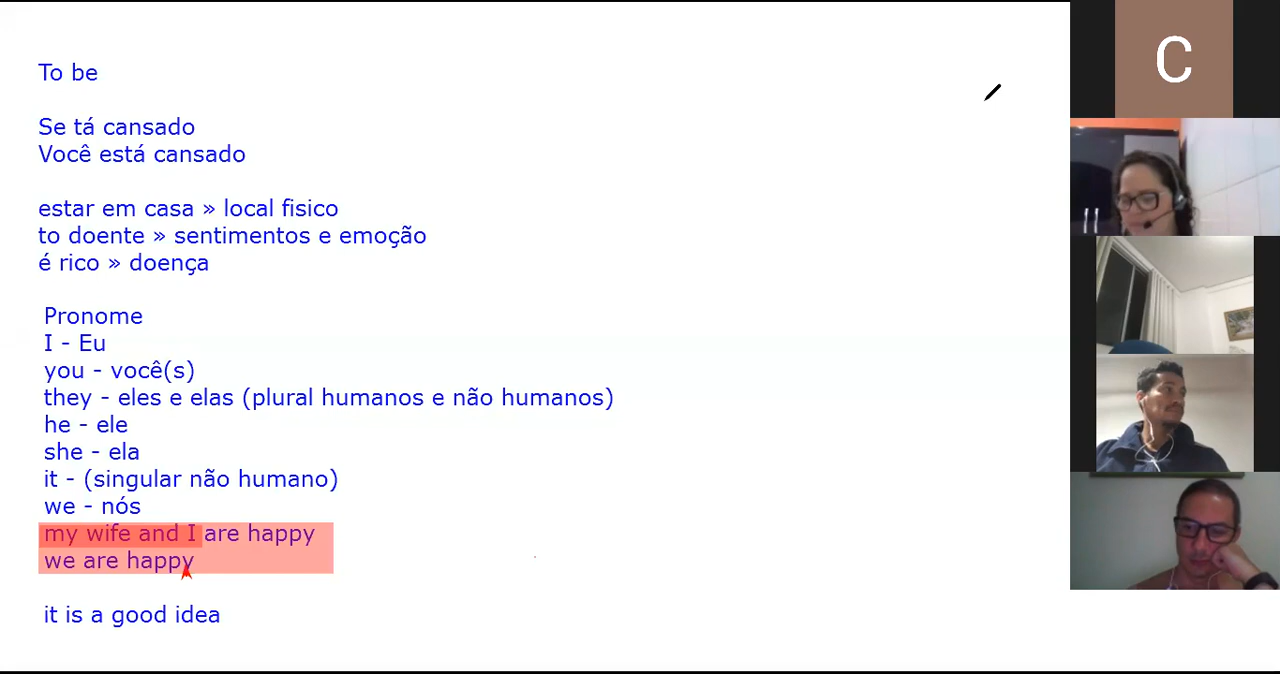 To be
Se tá cansado
Você está cansado
estar em casa » local fisico
to doente » sentimentos e emoção
é rico » doença
Pronome
I - Eu
you - você(s)
they - eles e elas (plural humanos e não humanos)
he - ele
she - ela
it - (singular não humano)
we - nós
my wife and I are happy
we are happy
it is a good idea
C